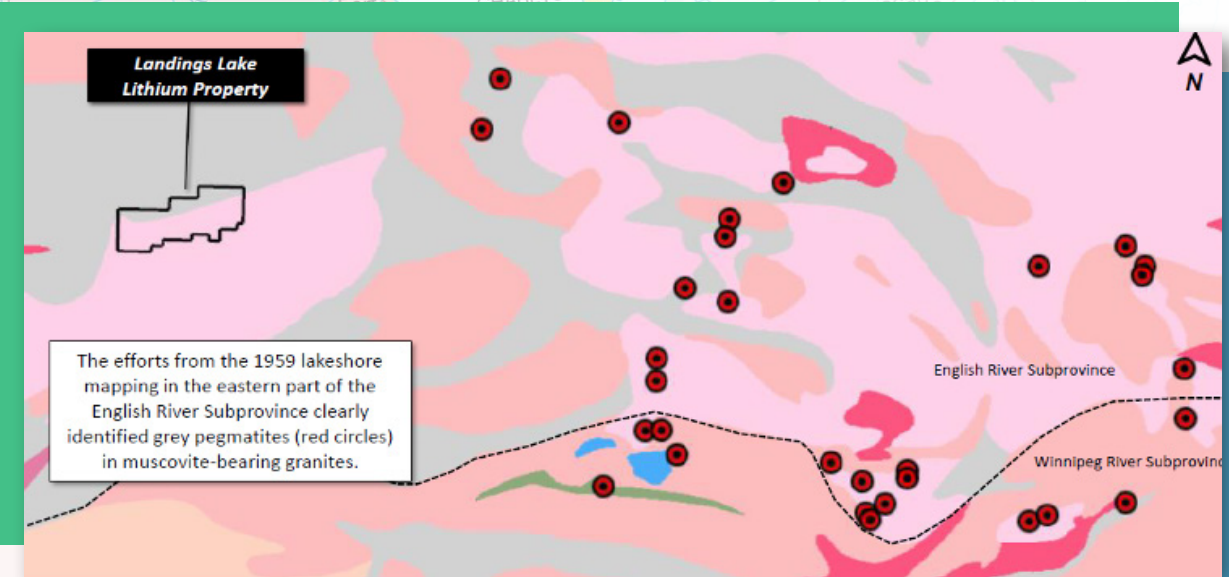 Landings Lake
Lithium Property
N
The efforts from the 1959 lakeshore
mapping in the eastern part of the
English River Subprovince clearly
identified grey pegmatites (red circles)
in muscovite-bearing granites.
English River Subprovince
Winnipeg River Subprovinc